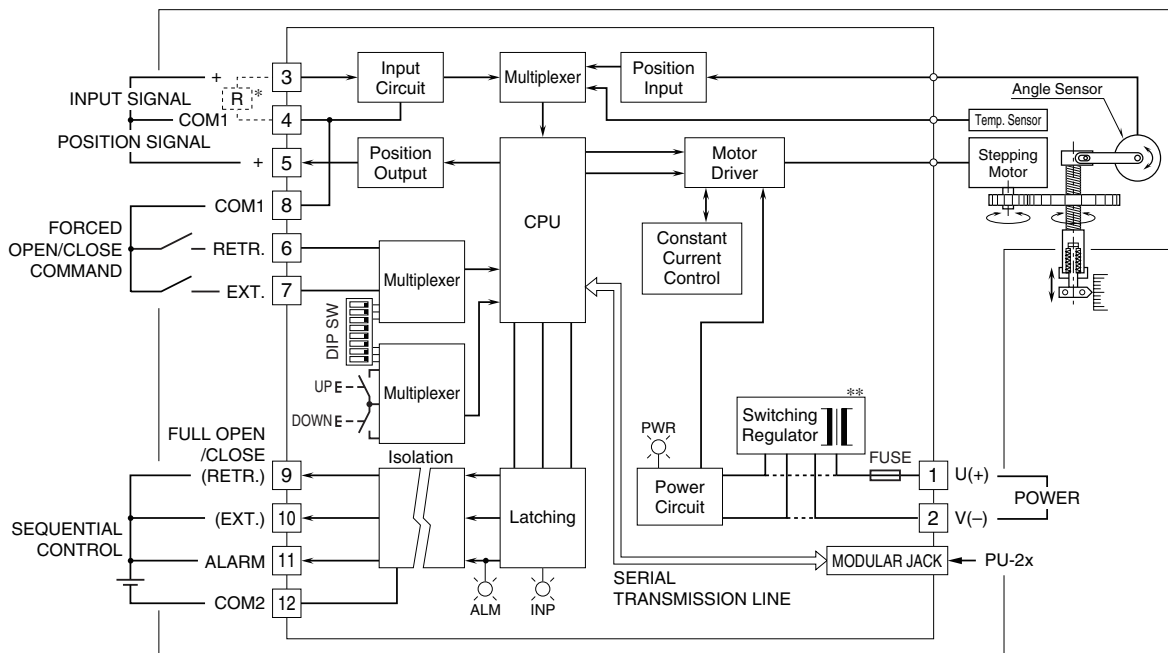 INPUT SIGNAL
POSITION SIGNAL
+
R *
COM1
+
3
4
5
Input
Circuit
Multiplexer
Position
Input
Angle Sensor
Temp. Sensor
Stepping
Motor
Position
Output
CPU
Motor
Driver
Constant
Current
Control
FORCED
OPEN/CLOSE
COMMAND
COM1
RETR.
EXT.
8
6
7
Multiplexer
DIP SW
Multiplexer
UP
DOWN
FULL OPEN
/CLOSE
(RETR.)
(EXT.)
ALARM
COM2
SEQUENTIAL
CONTROL
9
10
11
12
Isolation
Latching
ALM
INP
PWR
Power
Circuit
Switching
Regulator
**
FUSE
1
2
U(+)
V(−)
POWER
MODULAR JACK
PU-2x
SERIAL
TRANSMISSION LINE